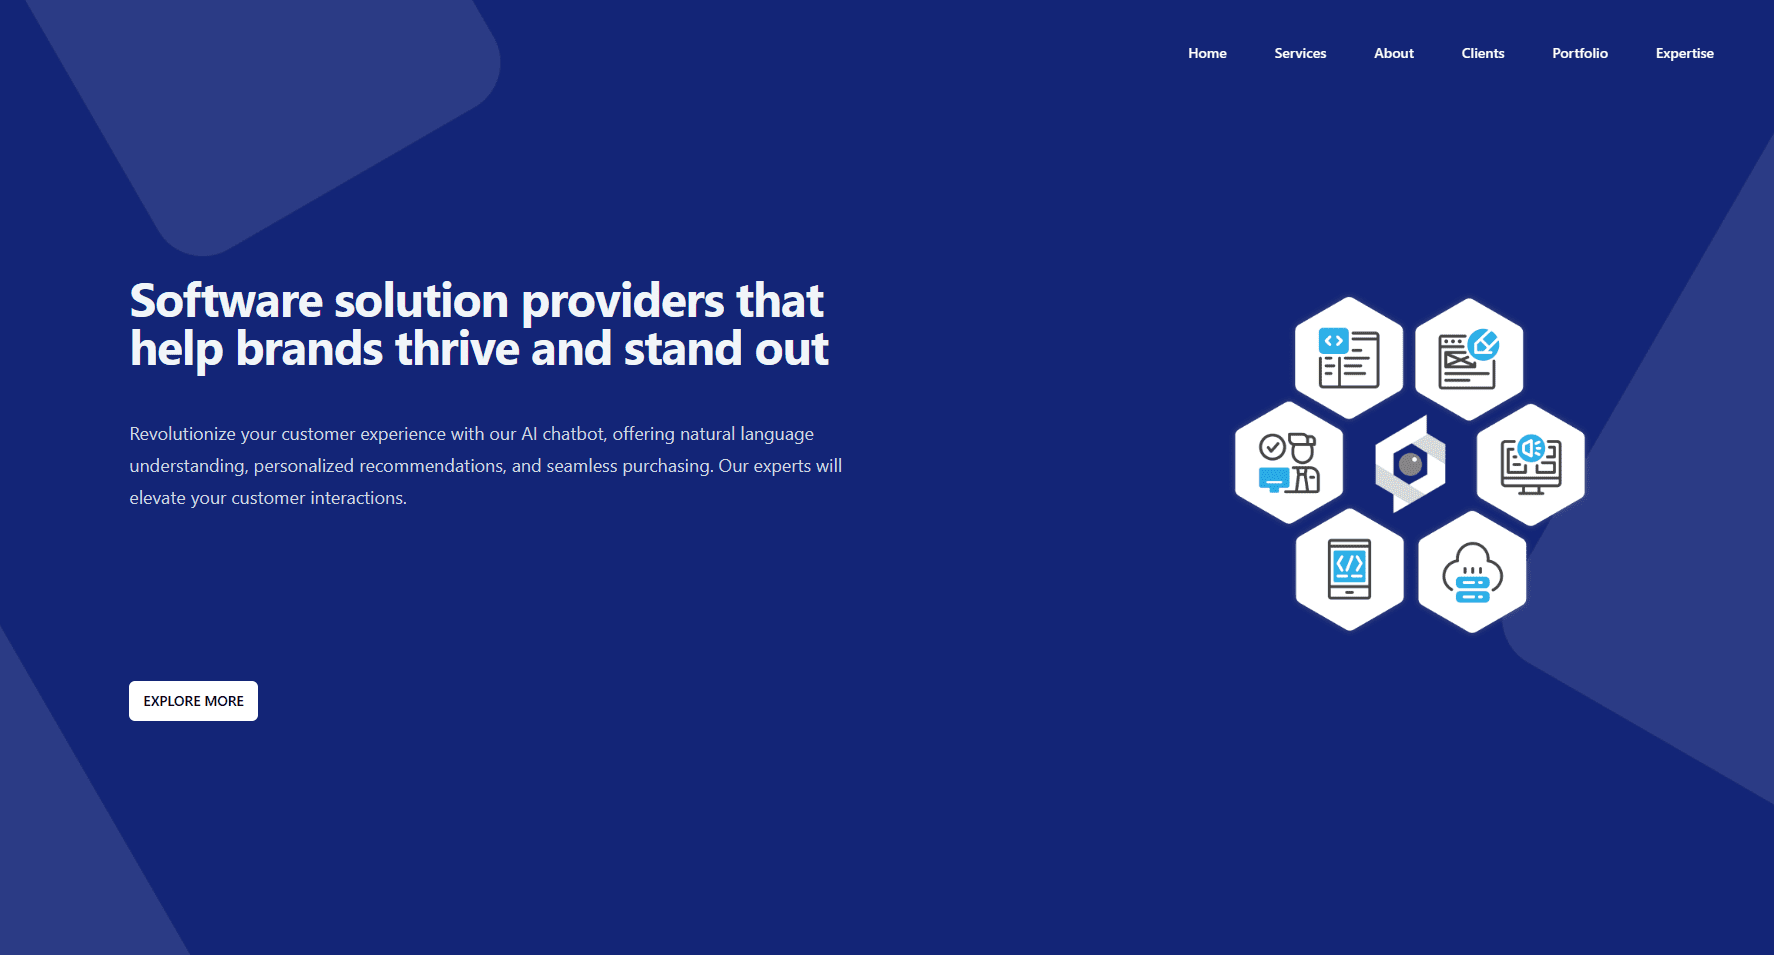 Home Services About Clients Portfolio Expertise
Software solution providers that
help brands thrive and stand out
Revolutionize your customer experience with our AI chatbot, offering natural language
understanding, personalized recommendations, and seamless purchasing. Our experts will
elevate your customer interactions.
EXPLORE MORE